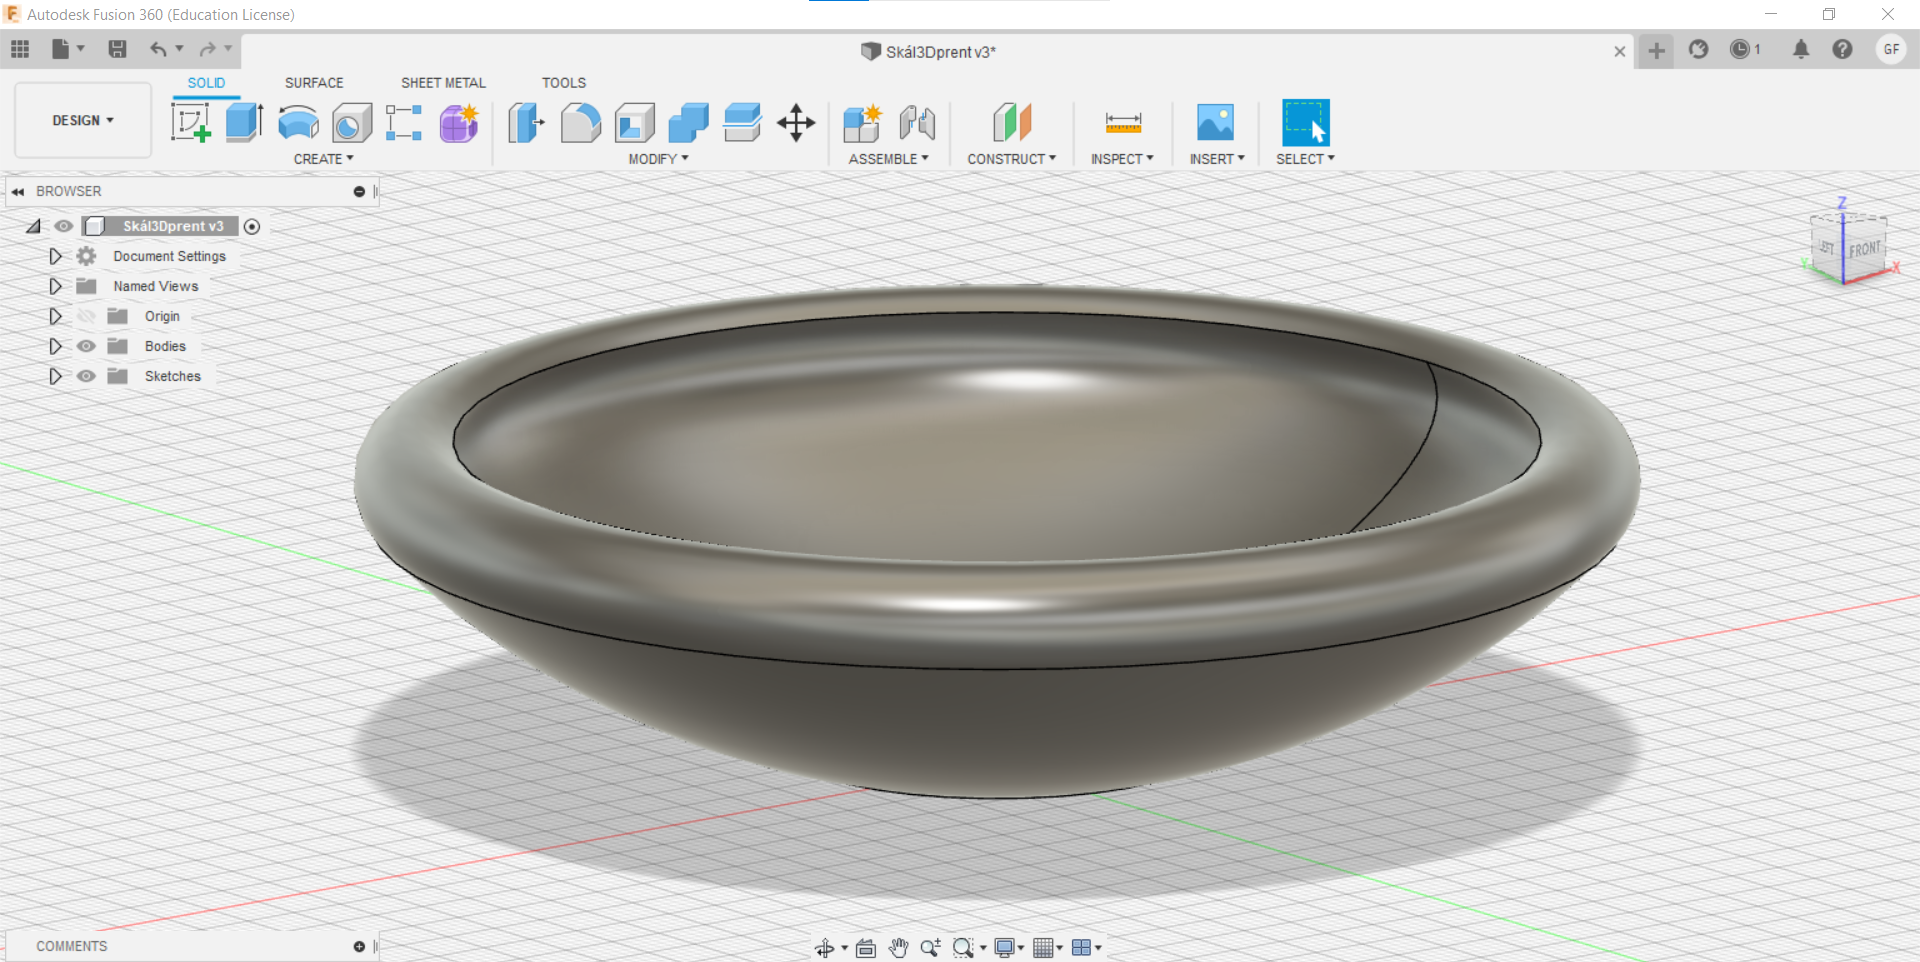 Autodesk Fusion 360 (Education License)
Skál3Dprent v3*
1
GF
SOLID
SURFACE
SHEET METAL
TOOLS
DESIGN
CREATE
MODIFY
ASSEMBLE
CONSTRUCT
INSPECT
INSERT
SELECT
BROWSER
Skál3Dprent v3
Document Settings
Named Views
Origin
Bodies
Sketches
Z
LEFT
FRONT
Y
X
COMMENTS